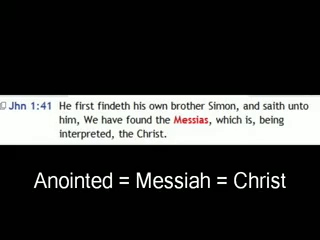 Jhn 1:41 He first findeth his own brother Simon, and saith unto
him, We have found the Messias, which is, being
interpreted, the Christ.
Anointed = Messiah = Christ